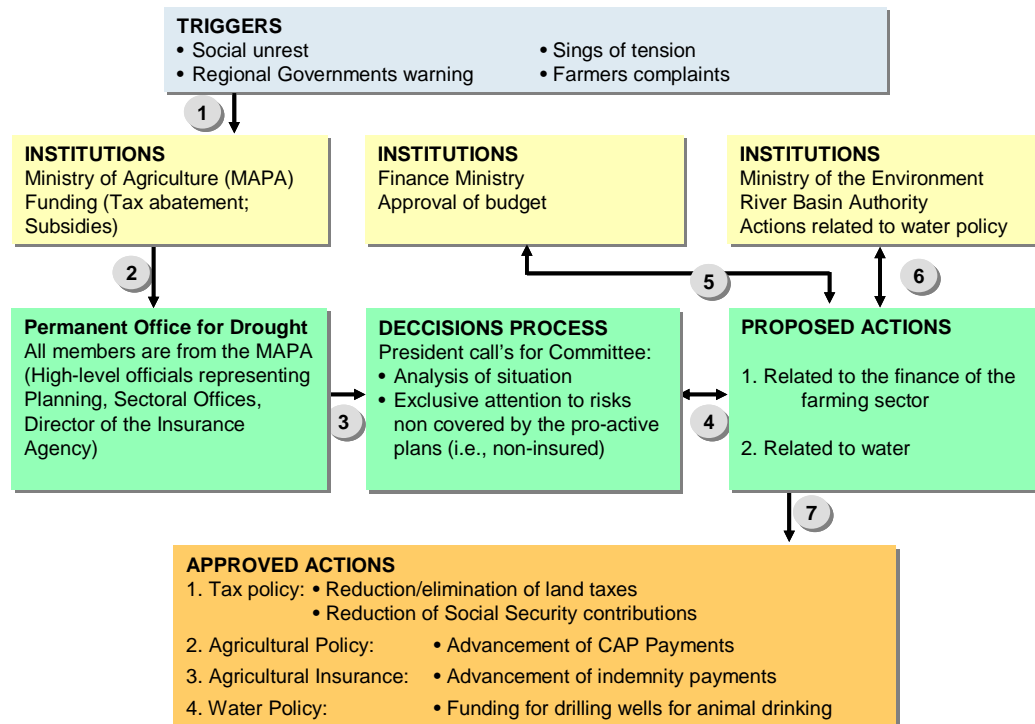 TRIGGERS
• Social unrest
• Sings of tension
• Regional Governments warning
• Farmers complaints
1
INSTITUTIONS
Ministry of Agriculture (MAPA)
Funding (Tax abatement;
Subsidies)
INSTITUTIONS
Finance Ministry
Approval of budget
INSTITUTIONS
Ministry of the Environment
River Basin Authority
Actions related to water policy
2
5
6
Permanent Office for Drought
All members are from the MAPA
(High-level officials representing
Planning, Sectoral Offices,
Director of the Insurance
Agency)
3
DECCISIONS PROCESS
President call's for Committee:
• Analysis of situation
• Exclusive attention to risks
non covered by the pro-active
plans (i.e., non-insured)
4
PROPOSED ACTIONS
1. Related to the finance of the
farming sector
2. Related to water
7
APPROVED ACTIONS
1. Tax policy: • Reduction/elimination of land taxes
• Reduction of Social Security contributions
2. Agricultural Policy: • Advancement of CAP Payments
3. Agricultural Insurance: • Advancement of indemnity payments
4. Water Policy: • Funding for drilling wells for animal drinking